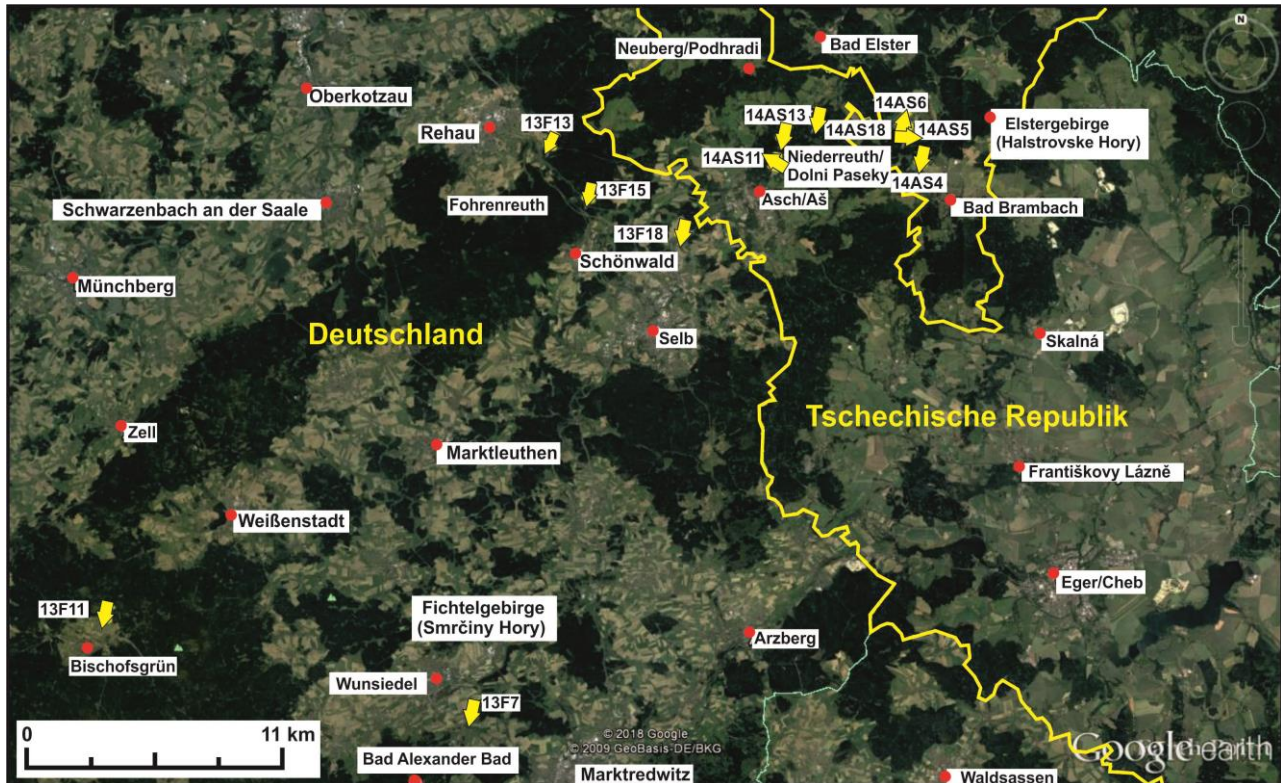 N
Bad Elster
Neuberg/Podhradi
Oberkotzau
14AS6
14AS13
Elstergebirge
(Halstrovske Hory)
13F13
Rehau
14AS18
14AS5
14AS11
Niederreuth/
Dolni Paseky
14AS4
13F15
Asch/Aš
Fohrenreuth
Schwarzenbach an der Saale
Bad Brambach
13F18
Schönwald
Münchberg
Deutschland
Selb
Skalná
Tschechische Republik
Zell
Marktleuthen
Františkovy Lázně
Weißenstadt
Eger/Cheb
13F11
Fichtelgebirge
(Smrčiny Hory)
Arzberg
Bischofsgrün
Wunsiedel
13F7
0 11 km
© 2018 Google
© 2009 GeoBasis-DE/BKG
Google earth
Bad Alexander Bad
Marktredwitz
Waldsassen